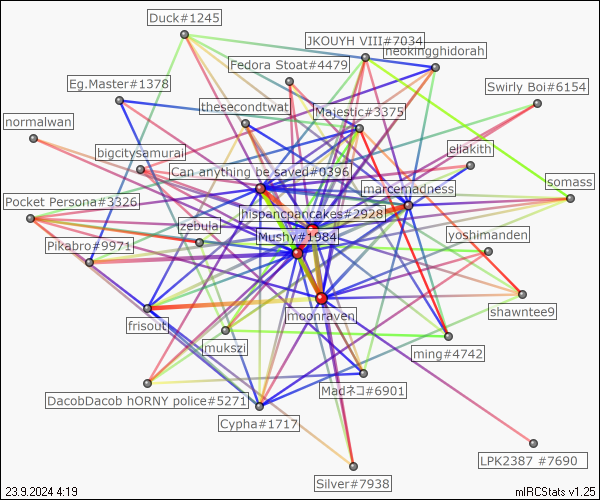 Duck#1245
JKOUYH VIII#7034
neokingghidorah
Fedora Stoat#4479
Eg.Master#1378
Swirly Boi#6154
thesecondtwat
Majestic#3375
normalwan
bigcitysamurai
eliakith
Can anything be saved#0396
marcemadness
somass
Pocket Persona#3326
hispancpancakes#2928
zebula
Mushy#1984
yoshimanden
Pikabro#9971
moonraven
shawntee9
frisout
mukszi
ming#4742
Madネコ#6901
DacobDacob hORNY police#5271
Cypha#1717
LPK2387 #7690
Silver#7938
23.9.2024 4:19
mIRCStats v1.25